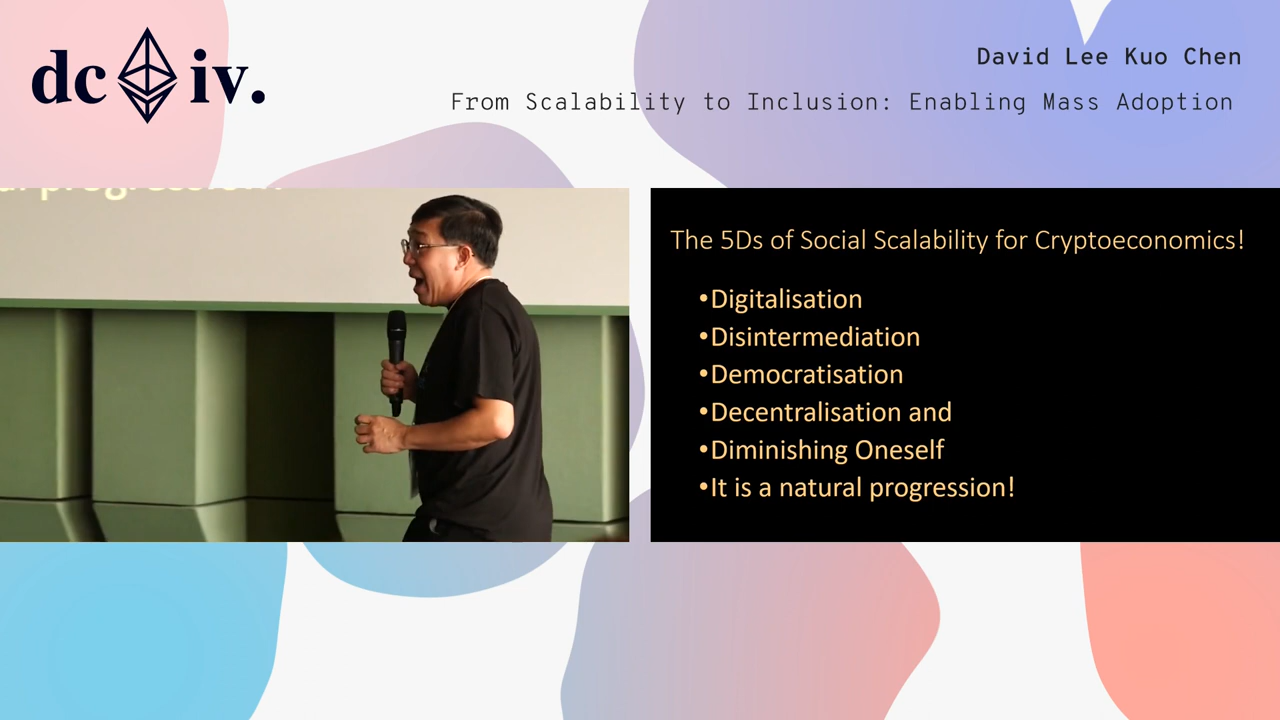 dc iv.
David Lee Kuo Chen
From Scalability to Inclusion: Enabling Mass Adoption
The 5Ds of Social Scalability for Cryptoeconomics!
•Digitalisation
•Disintermediation
•Democratisation
•Decentralisation and
•Diminishing Oneself
•It is a natural progression!